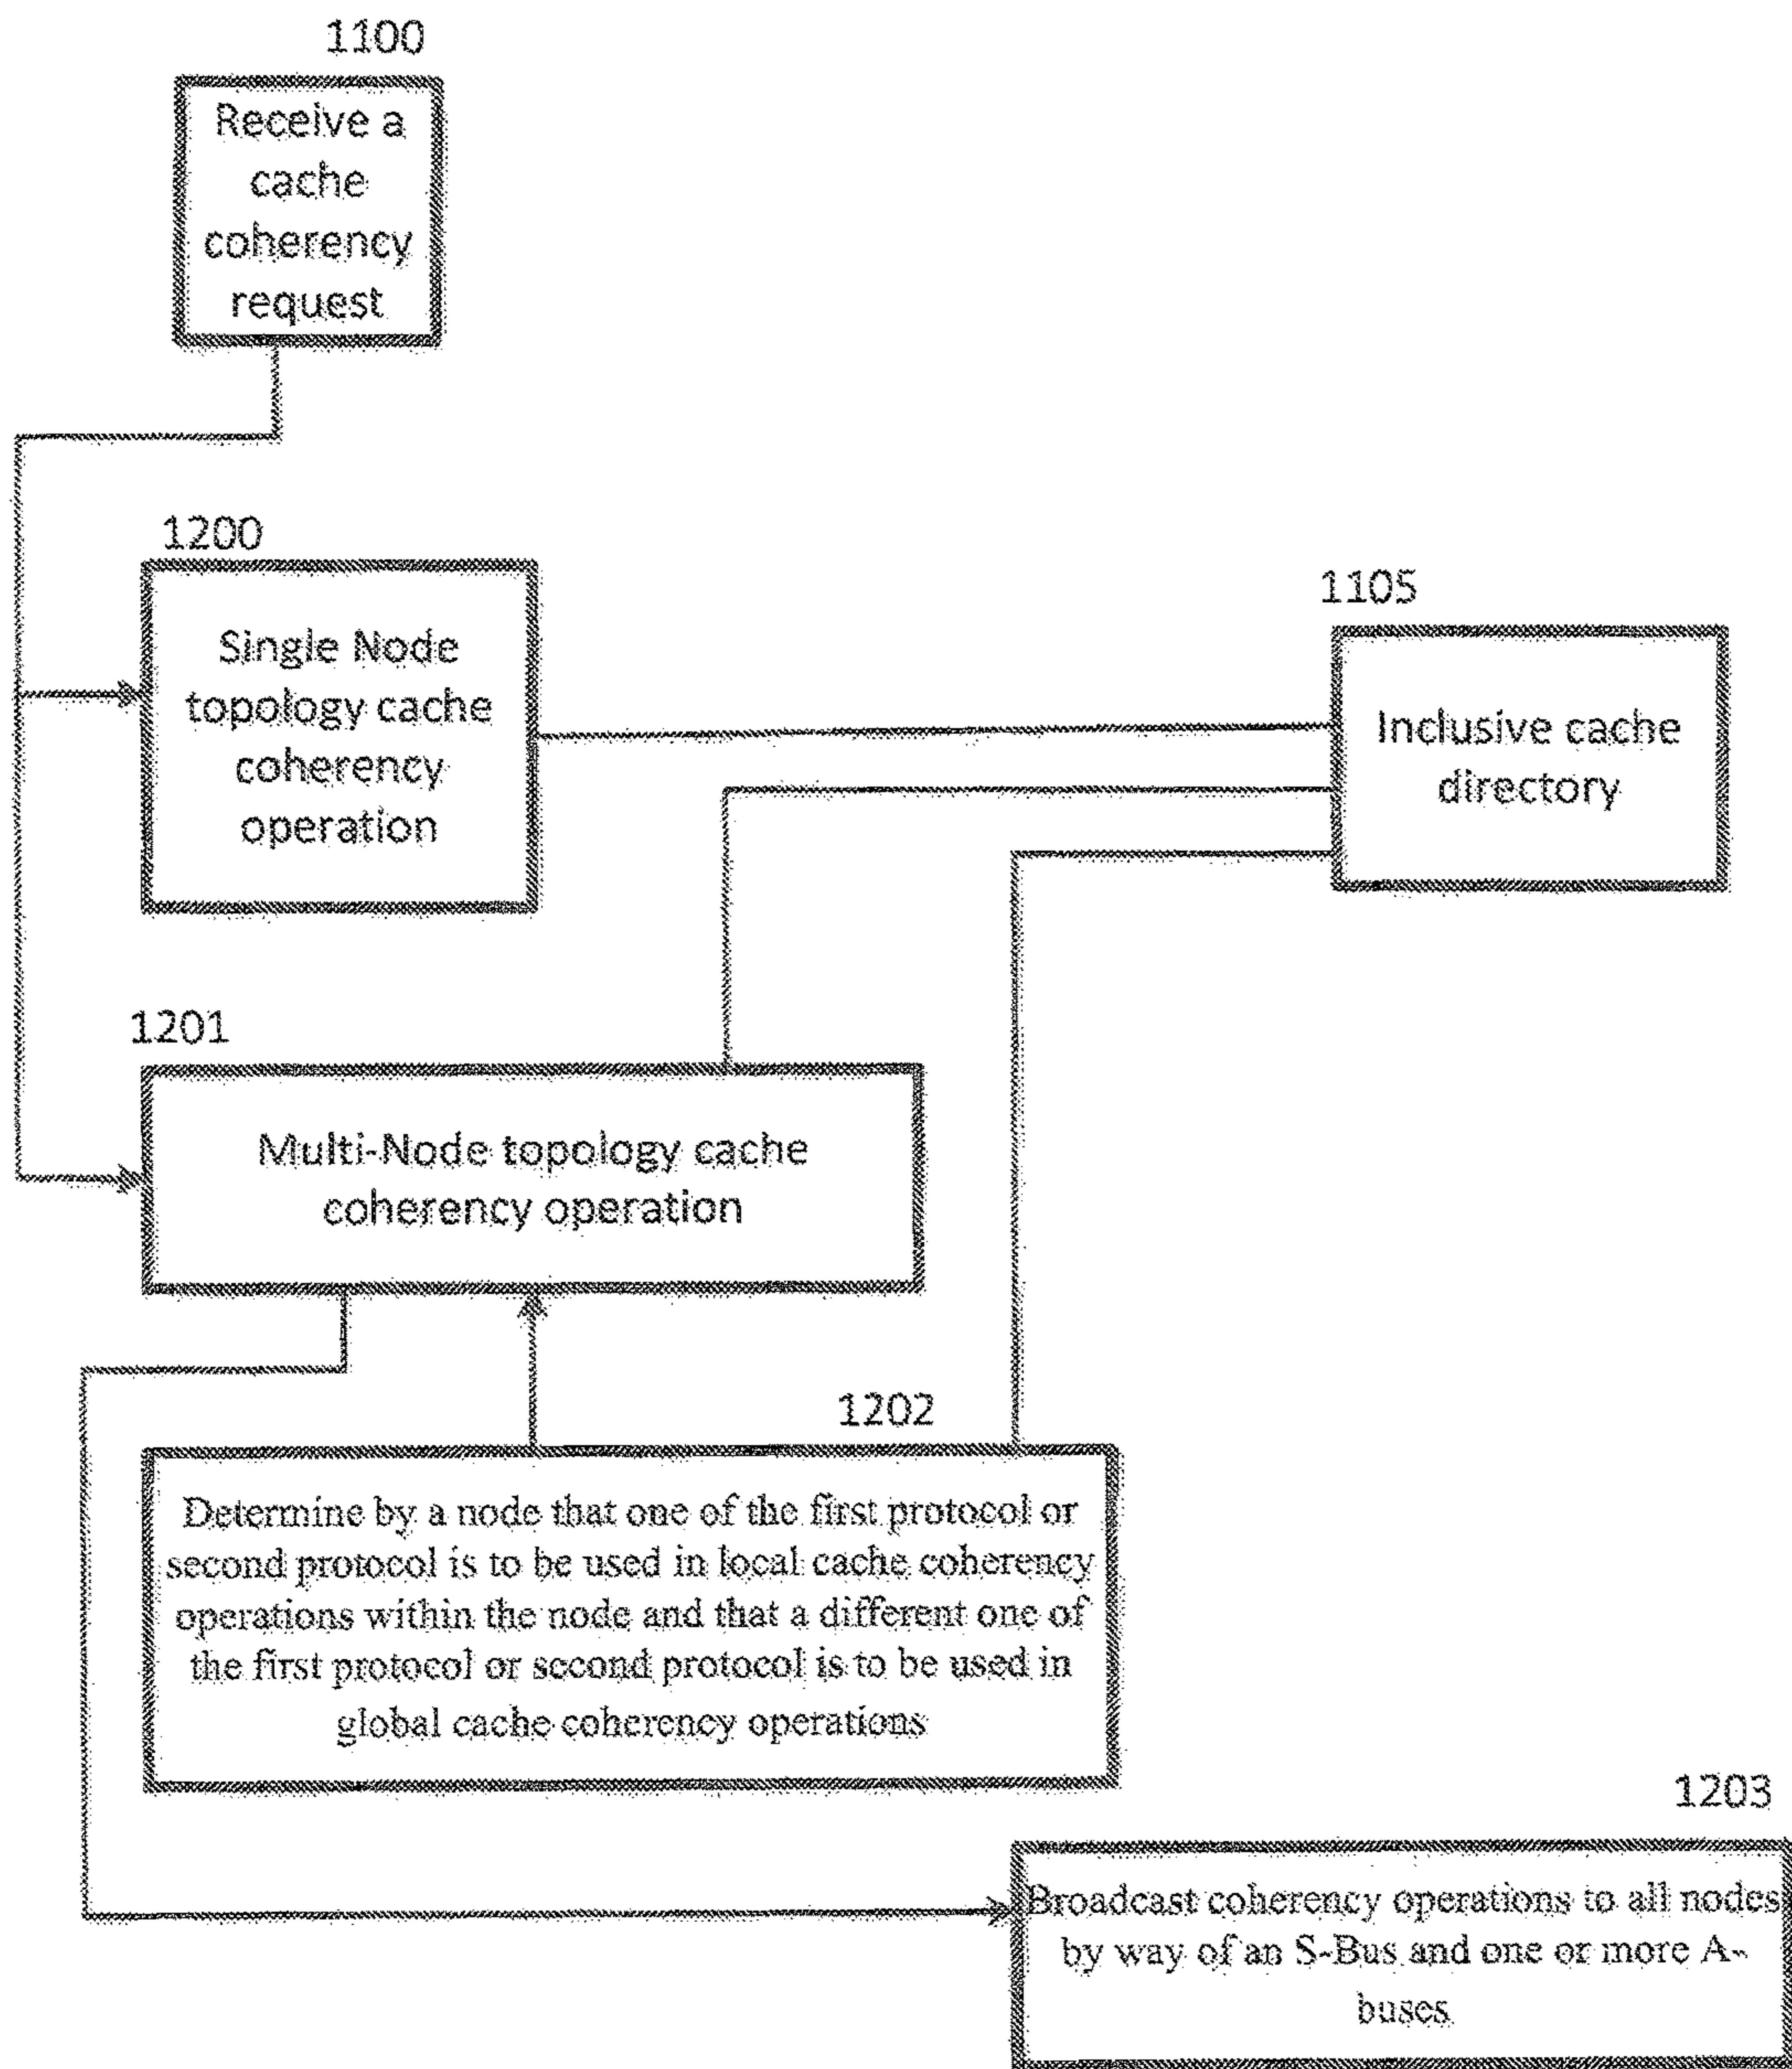 1100
Receive a
cache
coherency
request
1200
Single Node
topology cache
coherency
operation
1105
Inclusive cache
directory
1201
Multi-Node topology cache
coherency operation
1202
Determine by a node that one of the first protocol or
second protocol is to be used in local cache coherency
operations within the node and that a different one of
the first protocol or second protocol is to be used in
global cache coherency operations
1203
Broadcast coherency operations to all nodes
by way of an S-Bus and one or more A-
buses